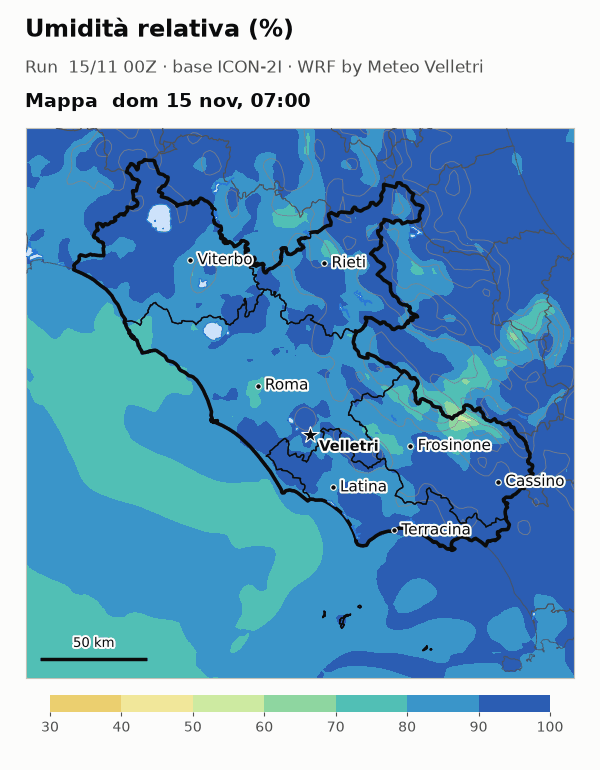 Umidità relativa (%)
Run 15/11 00Z · base ICON-2I · WRF by Meteo Velletri
Mappa dom 15 nov, 07:00
Viterbo
Rieti
Roma
Velletri
Frosinone
Latina
Cassino
Terracina
50 km
30 40 50 60 70 80 90 100